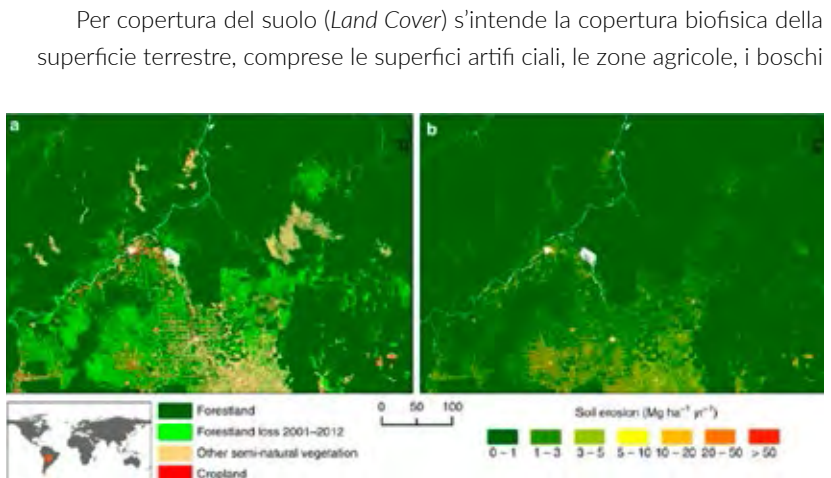 Per copertura del suolo (Land Cover) s’intende la copertura biofisica della
superficie terrestre, comprese le superfici artifi ciali, le zone agricole, i boschi
a
b
Forestland
Forestland loss 2001–2012
Other semi-natural vegetation
Cropland
0 50 100
Soil erosion (Mg ha⁻¹ yr⁻¹)
0 – 1 1 – 3 3 – 5 5 – 10 10 – 20 20 – 50 > 50